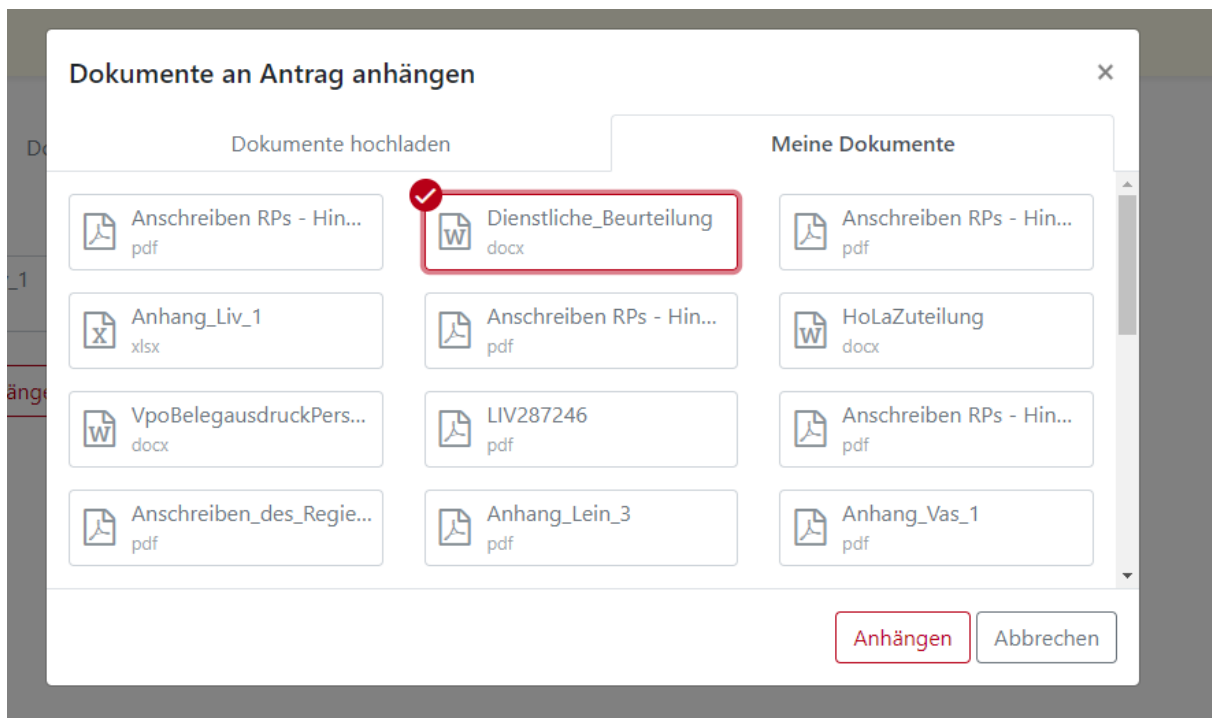 Dokumente an Antrag anhängen
×
Dokumente hochladen
Meine Dokumente
Anschreiben RPs - Hin...
pdf
Dienstliche_Beurteilung
docx
Anschreiben RPs - Hin...
pdf
Anhang_Liv_1
xlsx
Anschreiben RPs - Hin...
pdf
HoLaZuteilung
docx
VpoBelegausdruckPers...
docx
LIV287246
pdf
Anschreiben RPs - Hin...
pdf
Anschreiben_des_Regie...
pdf
Anhang_Lein_3
pdf
Anhang_Vas_1
pdf
Anhängen
Abbrechen